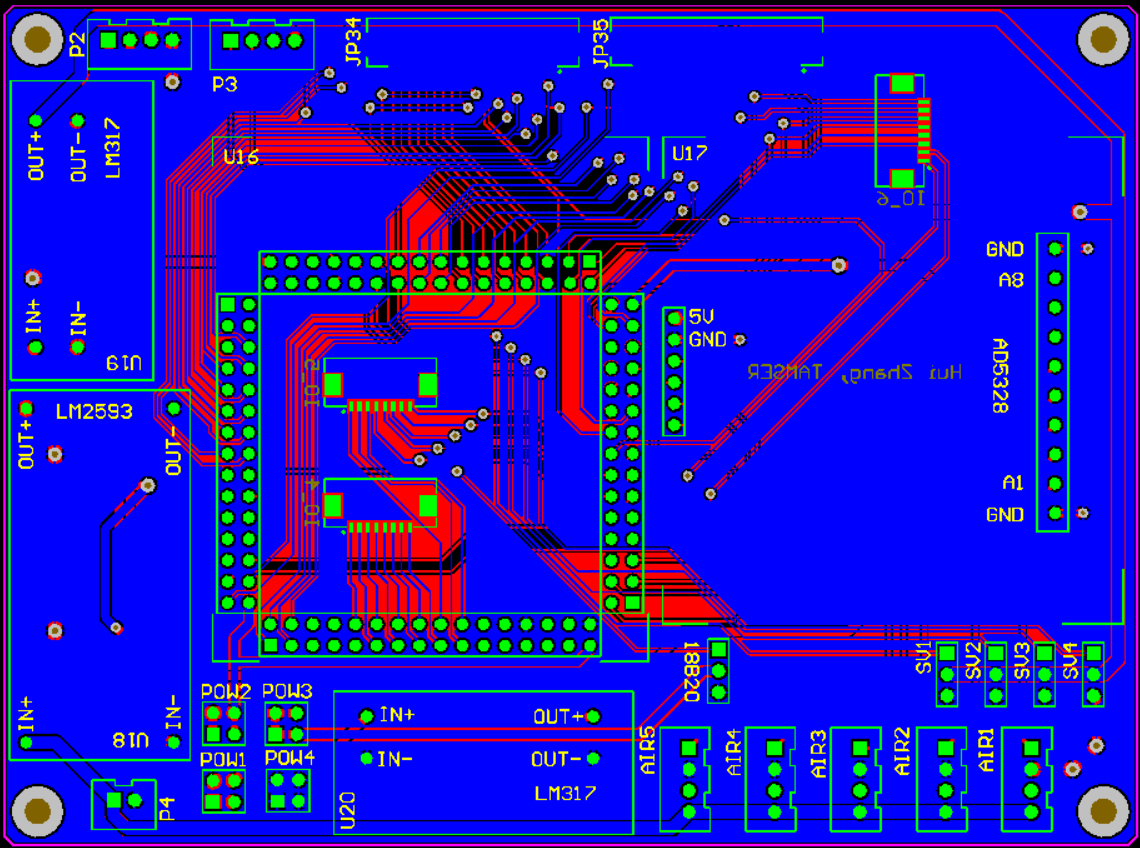 P2
P3
JP34
JP35
OUT+
OUT-
LM317
U16
U17
IO_6
GND
A8
5V
GND
IN+
IN-
U19
Hui Zhang, TAMSER
AD5328
IO_5
LM2593
OUT+
OUT-
A1
GND
IO_4
18B20
SV1
SV2
SV3
SV4
POW2
POW3
IN+
IN-
U18
IN+
OUT+
AIR5
AIR4
AIR3
AIR2
AIR1
POW1
POW4
IN-
OUT-
LM317
P4
U20